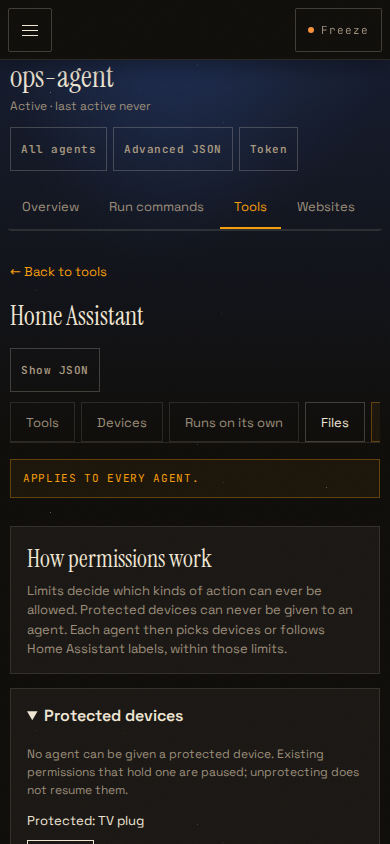 Freeze
ops-agent
Active · last active never
All agents
Advanced JSON
Token
Overview
Run commands
Tools
Websites
← Back to tools
Home Assistant
Show JSON
Tools
Devices
Runs on its own
Files
APPLIES TO EVERY AGENT.
How permissions work
Limits decide which kinds of action can ever be
allowed. Protected devices can never be given to an
agent. Each agent then picks devices or follows
Home Assistant labels, within those limits.
▼ Protected devices
No agent can be given a protected device. Existing
permissions that hold one are paused; unprotecting does
not resume them.
Protected: TV plug